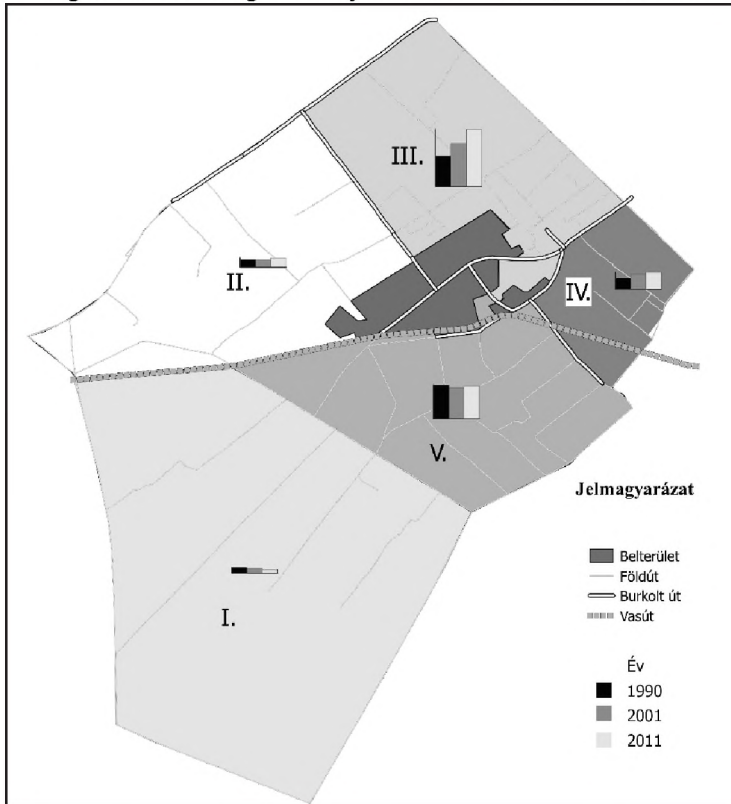 III.
II.
IV.
V.
I.
Jelmagyarázat
Belterület
Földút
Burkolt út
Vasút
Év
1990
2001
2011